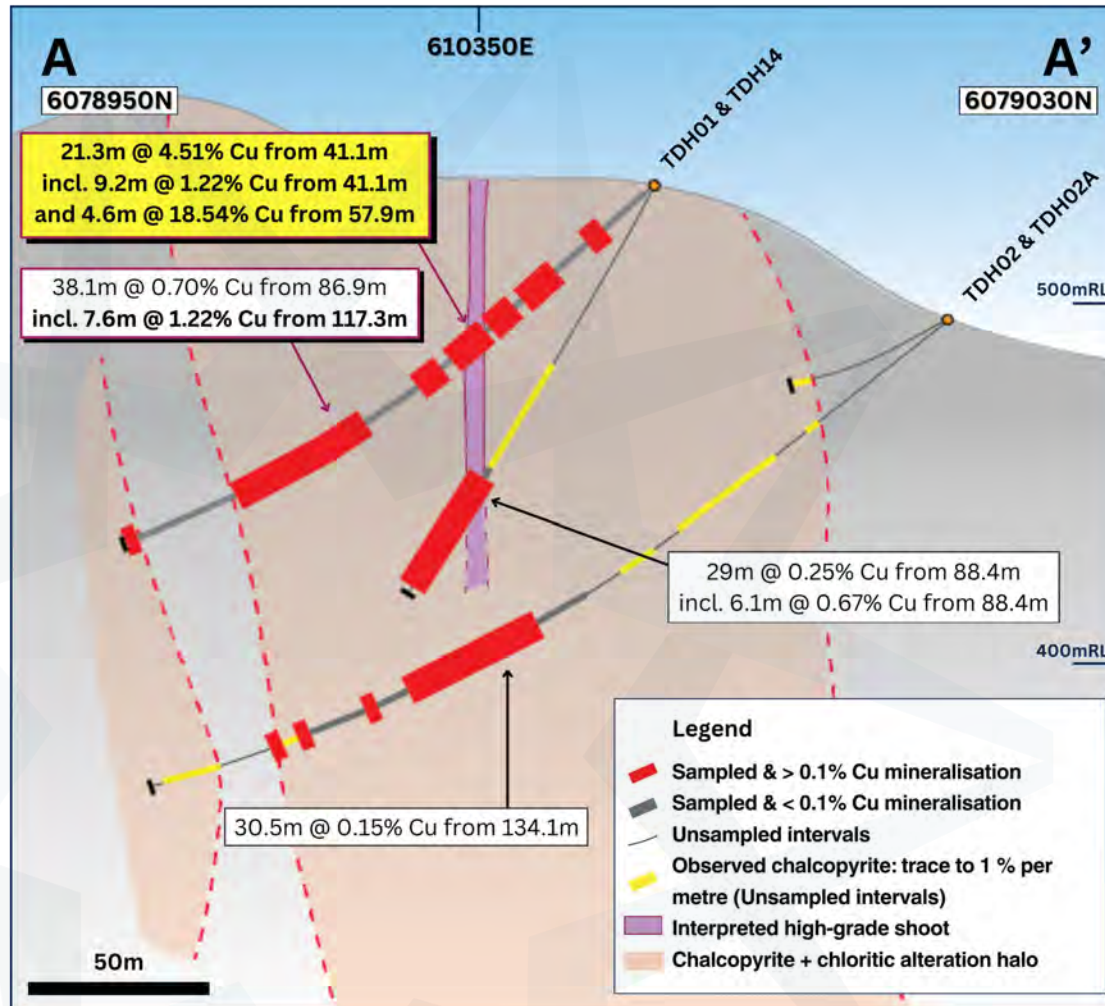 610350E
A
A’
6078950N
6079030N
TDH01 & TDH14
TDH02 & TDH02A
21.3m @ 4.51% Cu from 41.1m
incl. 9.2m @ 1.22% Cu from 41.1m
and 4.6m @ 18.54% Cu from 57.9m
38.1m @ 0.70% Cu from 86.9m
incl. 7.6m @ 1.22% Cu from 117.3m
500mRL
29m @ 0.25% Cu from 88.4m
incl. 6.1m @ 0.67% Cu from 88.4m
400mRL
30.5m @ 0.15% Cu from 134.1m
Legend
Sampled & > 0.1% Cu mineralisation
Sampled & < 0.1% Cu mineralisation
Unsampled intervals
Observed chalcopyrite: trace to 1 % per
metre (Unsampled intervals)
Interpreted high-grade shoot
Chalcopyrite + chloritic alteration halo
50m